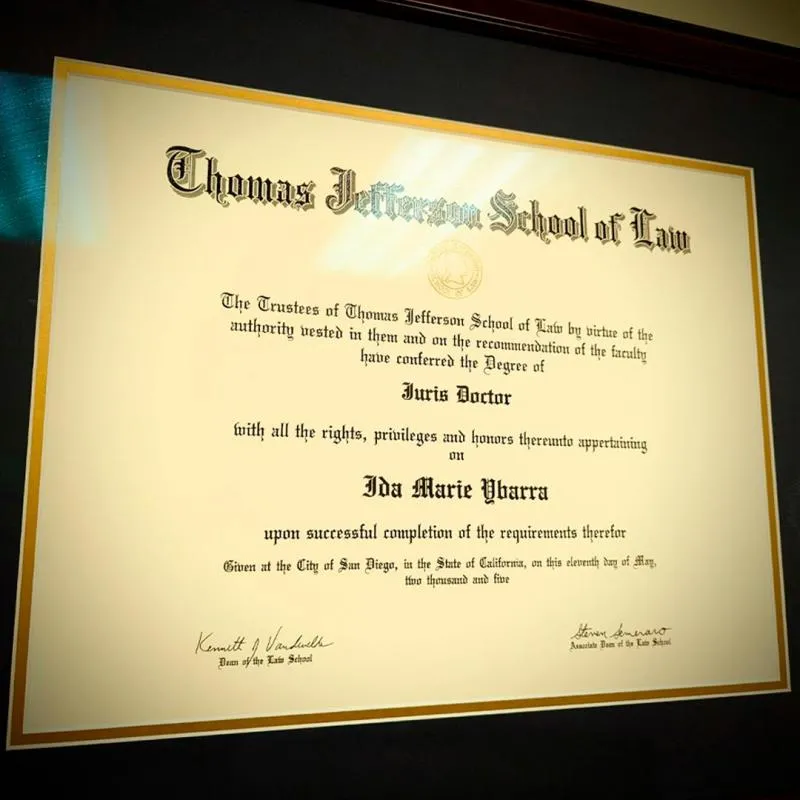 Thomas Jefferson School of Law
The Trustees of Thomas Jefferson School of Law by virtue of the
authority vested in them and on the recommendation of the faculty
have conferred the Degree of
Juris Doctor
with all the rights, privileges and honors thereunto appertaining
on
Ida Marie Ybarra
upon successful completion of the requirements therefor
Given at the City of San Diego, in the State of California, on this eleventh day of May,
two thousand and five
Kenneth J Vandevelde
Dean of the Law School
Steven Semeraro
Associate Dean of the Law School